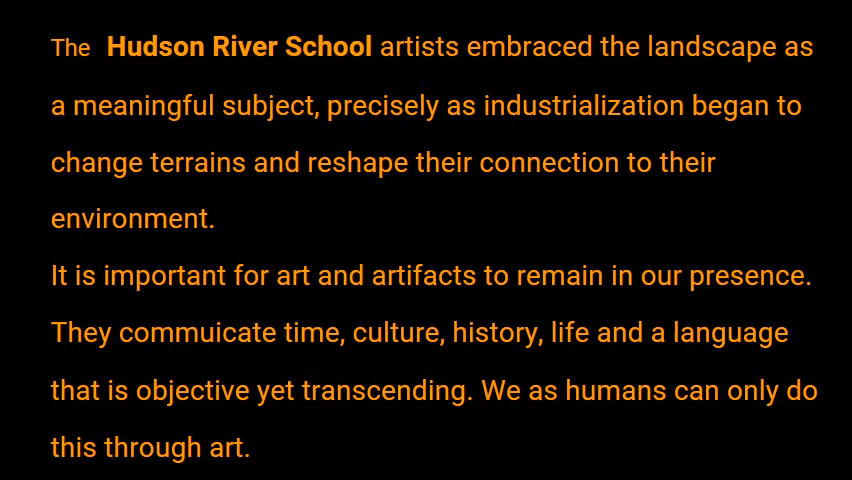 The Hudson River School artists embraced the landscape as
a meaningful subject, precisely as industrialization began to
change terrains and reshape their connection to their
environment.
It is important for art and artifacts to remain in our presence.
They commuicate time, culture, history, life and a language
that is objective yet transcending. We as humans can only do
this through art.